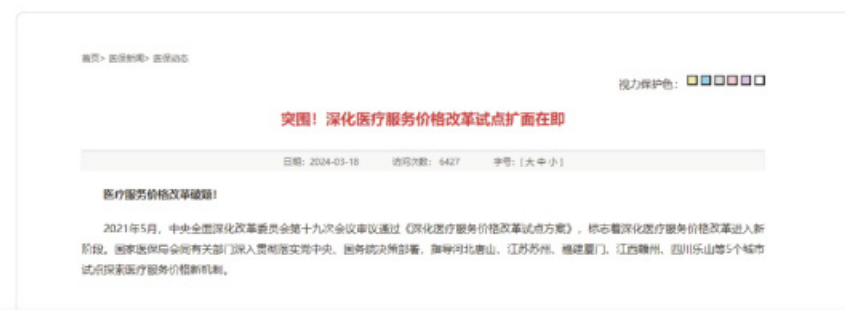 首页> 医保新闻> 医保动态
视力保护色：
突围！深化医疗服务价格改革试点扩面在即
日期: 2024-03-18 访问次数: 6427 字号: [ 大 中 小 ]
医疗服务价格改革破题！
2021年5月，中央全面深化改革委员会第十九次会议审议通过《深化医疗服务价格改革试点方案》，标志着深化医疗服务价格改革进入新
阶段。国家医保局会同有关部门深入贯彻落实党中央、国务院决策部署，指导河北唐山、江苏苏州、福建厦门、江西赣州、四川乐山等5个城市
试点探索医疗服务价格新机制。